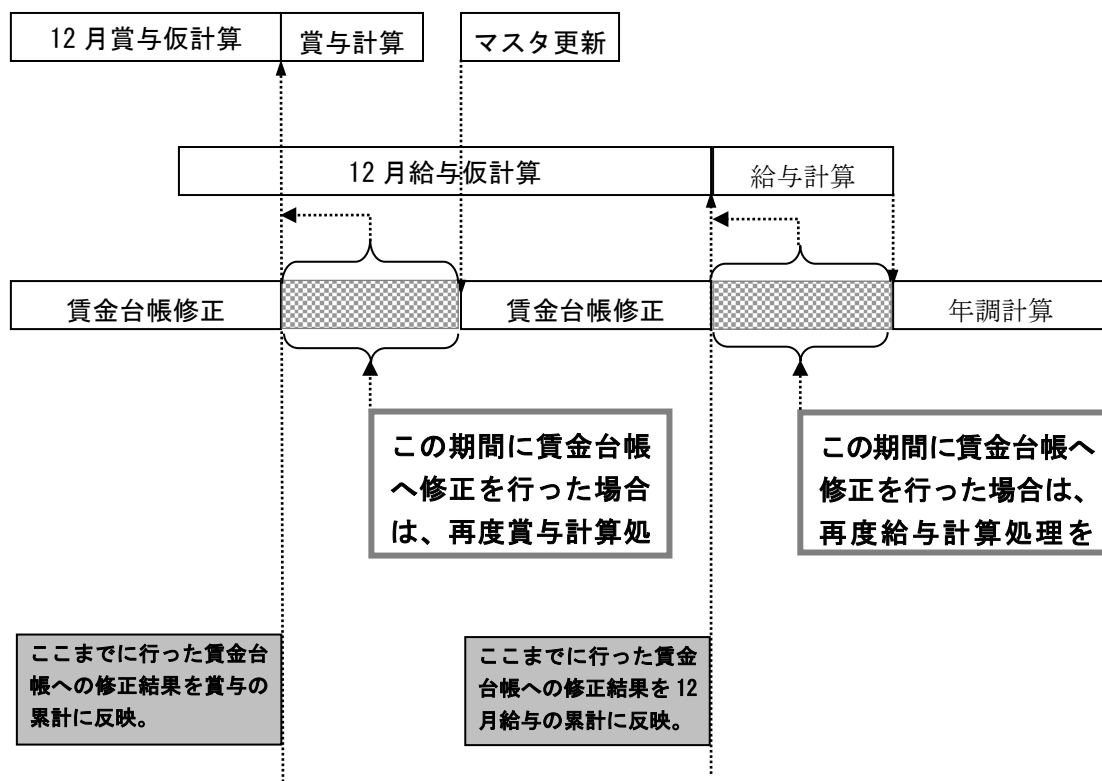 12月賞与仮計算
賞与計算
マスタ更新
12月給与仮計算
給与計算
賃金台帳修正
賃金台帳修正
年調計算
この期間に賃金台帳
へ修正を行った場合
は、再度賞与計算処
この期間に賃金台帳へ
修正を行った場合は、
再度給与計算処理を
ここまでに行った賃金台
帳への修正結果を賞与の
累計に反映。
ここまでに行った賃金
台帳への修正結果を12
月給与の累計に反映。